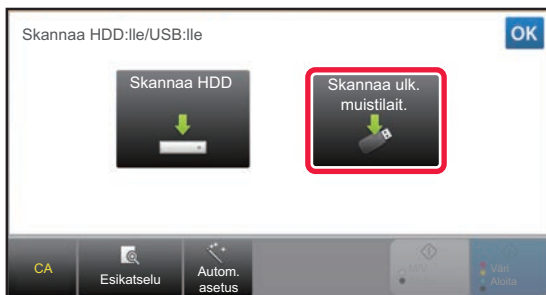 Skannaa HDD:lle/USB:lle
OK
Skannaa HDD
Skannaa ulk.
muistilait.
CA
Esikatselu
Autom.
asetus
M/V
Väri
Aloita